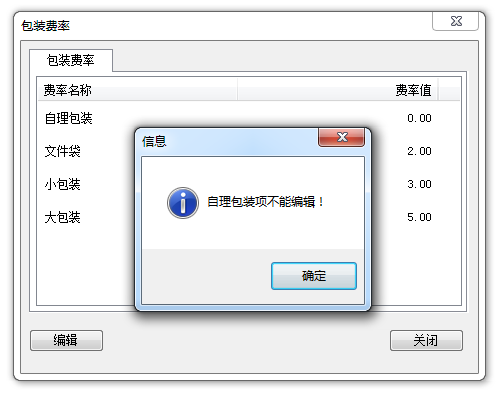 包装费率
包装费率
费率名称 费率值
自理包装 0.00
文件袋 2.00
小包装 3.00
大包装 5.00
信息
自理包装项不能编辑！
确定
编辑 关闭